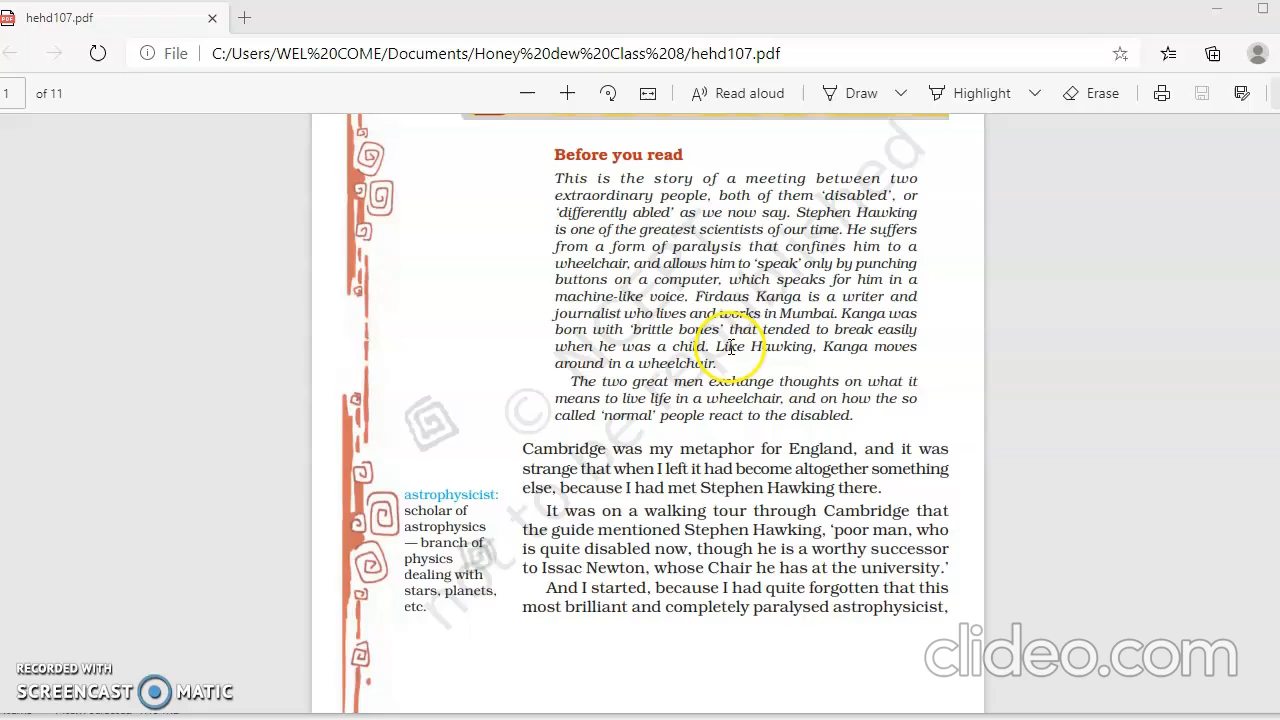 hehd107.pdf
File C:/Users/WEL%20COME/Documents/Honey%20dew%20Class%208/hehd107.pdf
1 of 11 Read aloud Draw Highlight Erase
Before you read
This is the story of a meeting between two
extraordinary people, both of them ‘disabled’, or
‘differently abled’ as we now say. Stephen Hawking
is one of the greatest scientists of our time. He suffers
from a form of paralysis that confines him to a
wheelchair, and allows him to ‘speak’ only by punching
buttons on a computer, which speaks for him in a
machine-like voice. Firdaus Kanga is a writer and
journalist who lives and works in Mumbai. Kanga was
born with ‘brittle bones’ that tended to break easily
when he was a child. Like Hawking, Kanga moves
around in a wheelchair.
The two great men exchange thoughts on what it
means to live life in a wheelchair, and on how the so
called ‘normal’ people react to the disabled.
Cambridge was my metaphor for England, and it was
strange that when I left it had become altogether something
else, because I had met Stephen Hawking there.
It was on a walking tour through Cambridge that
the guide mentioned Stephen Hawking, ‘poor man, who
is quite disabled now, though he is a worthy successor
to Issac Newton, whose Chair he has at the university.’
And I started, because I had quite forgotten that this
most brilliant and completely paralysed astrophysicist,
astrophysicist:
scholar of
astrophysics
— branch of
physics
dealing with
stars, planets,
etc.
© NCERT
not to be republished
RECORDED WITH
SCREENCAST MATIC
clideo.com